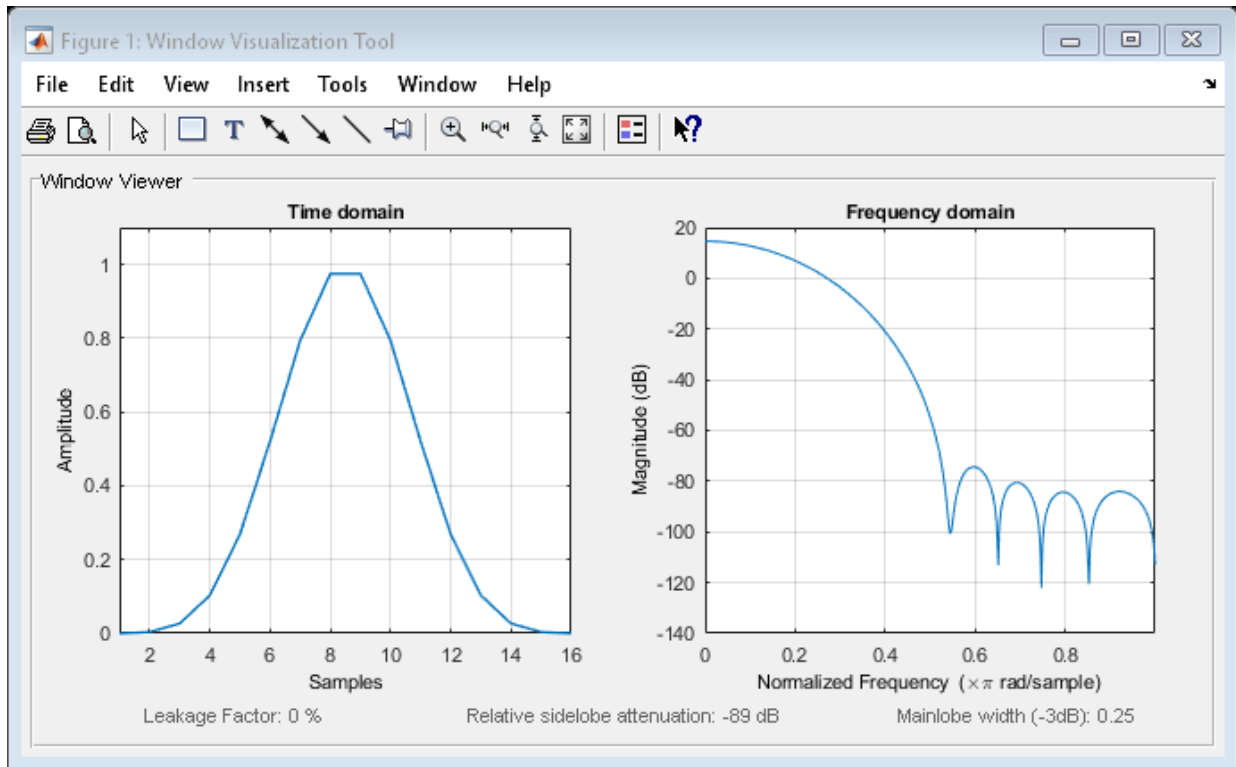 Figure 1: Window Visualization Tool
File Edit View Insert Tools Window Help
T
?
Window Viewer
Time domain
1
0.8
0.6
0.4
0.2
0
Amplitude
2 4 6 8 10 12 14 16
Samples
Frequency domain
20
0
-20
-40
-60
-80
-100
-120
-140
Magnitude (dB)
0 0.2 0.4 0.6 0.8
Normalized Frequency (×π rad/sample)
Leakage Factor: 0 % Relative sidelobe attenuation: -89 dB Mainlobe width (-3dB): 0.25